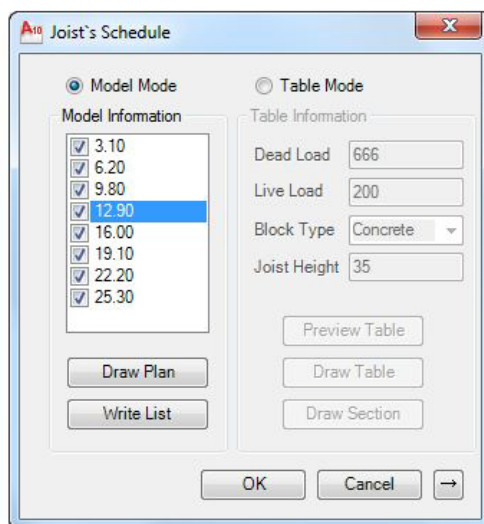 A10 Joist`s Schedule
Model Mode
Table Mode
Model Information
3.10
6.20
9.80
12.90
16.00
19.10
22.20
25.30
Draw Plan
Write List
Table Information
Dead Load 666
Live Load 200
Block Type Concrete
Joist Height 35
Preview Table
Draw Table
Draw Section
OK
Cancel
→